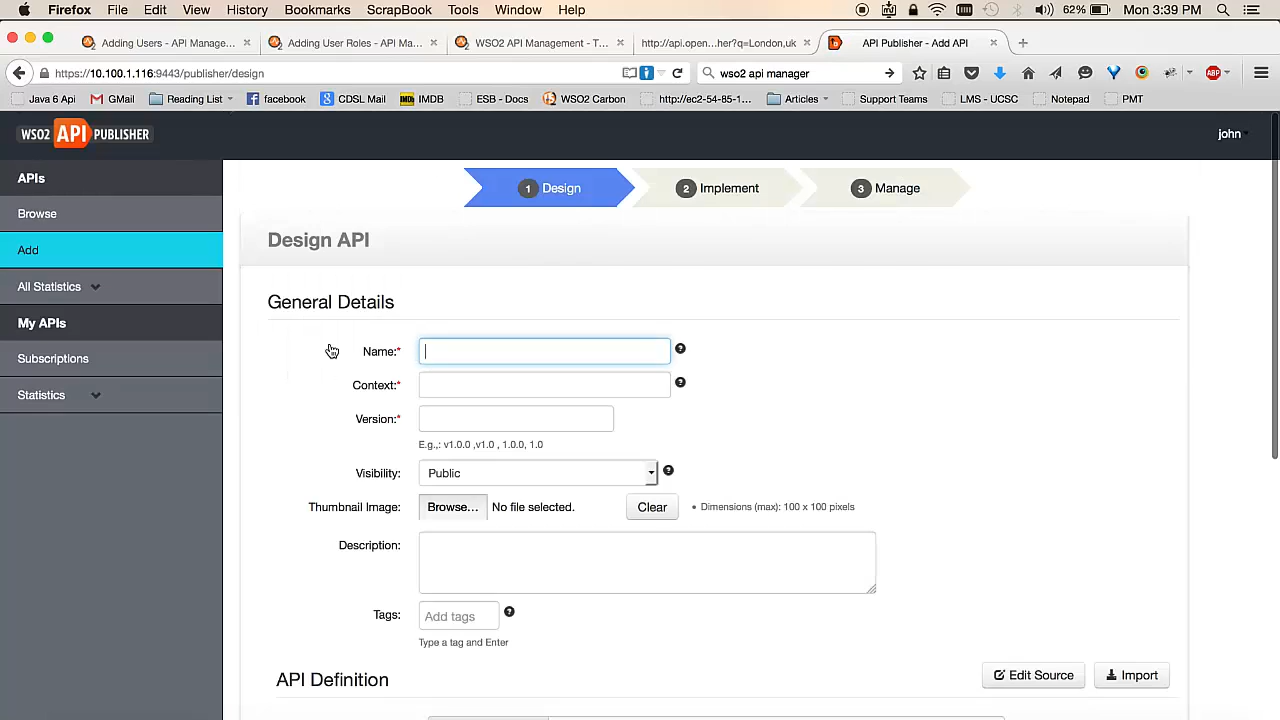 Firefox File Edit View History Bookmarks ScrapBook Tools Window Help 62% Mon 3:39 PM
Adding Users - API Manage... × Adding User Roles - API Ma... × WSO2 API Management - T... × http://api.open...her?q=London,uk × API Publisher - Add API × +
https://10.100.1.116:9443/publisher/design wso2 api manager ABP
Java 6 Api GMail Reading List facebook CDSL Mail IMDB ESB - Docs WSO2 Carbon http://ec2-54-85-1... Articles Support Teams LMS - UCSC Notepad PMT
WSO2 API PUBLISHER john
APIs
Browse
Add
All Statistics
My APIs
Subscriptions
Statistics
1 Design 2 Implement 3 Manage
Design API
General Details
Name:* ?
Context:* ?
Version:*
E.g.,: v1.0.0 ,v1.0 , 1.0.0, 1.0
Visibility: Public ?
Thumbnail Image: Browse... No file selected. Clear • Dimensions (max): 100 x 100 pixels
Description:
Tags: Add tags ?
Type a tag and Enter
API Definition Edit Source Import